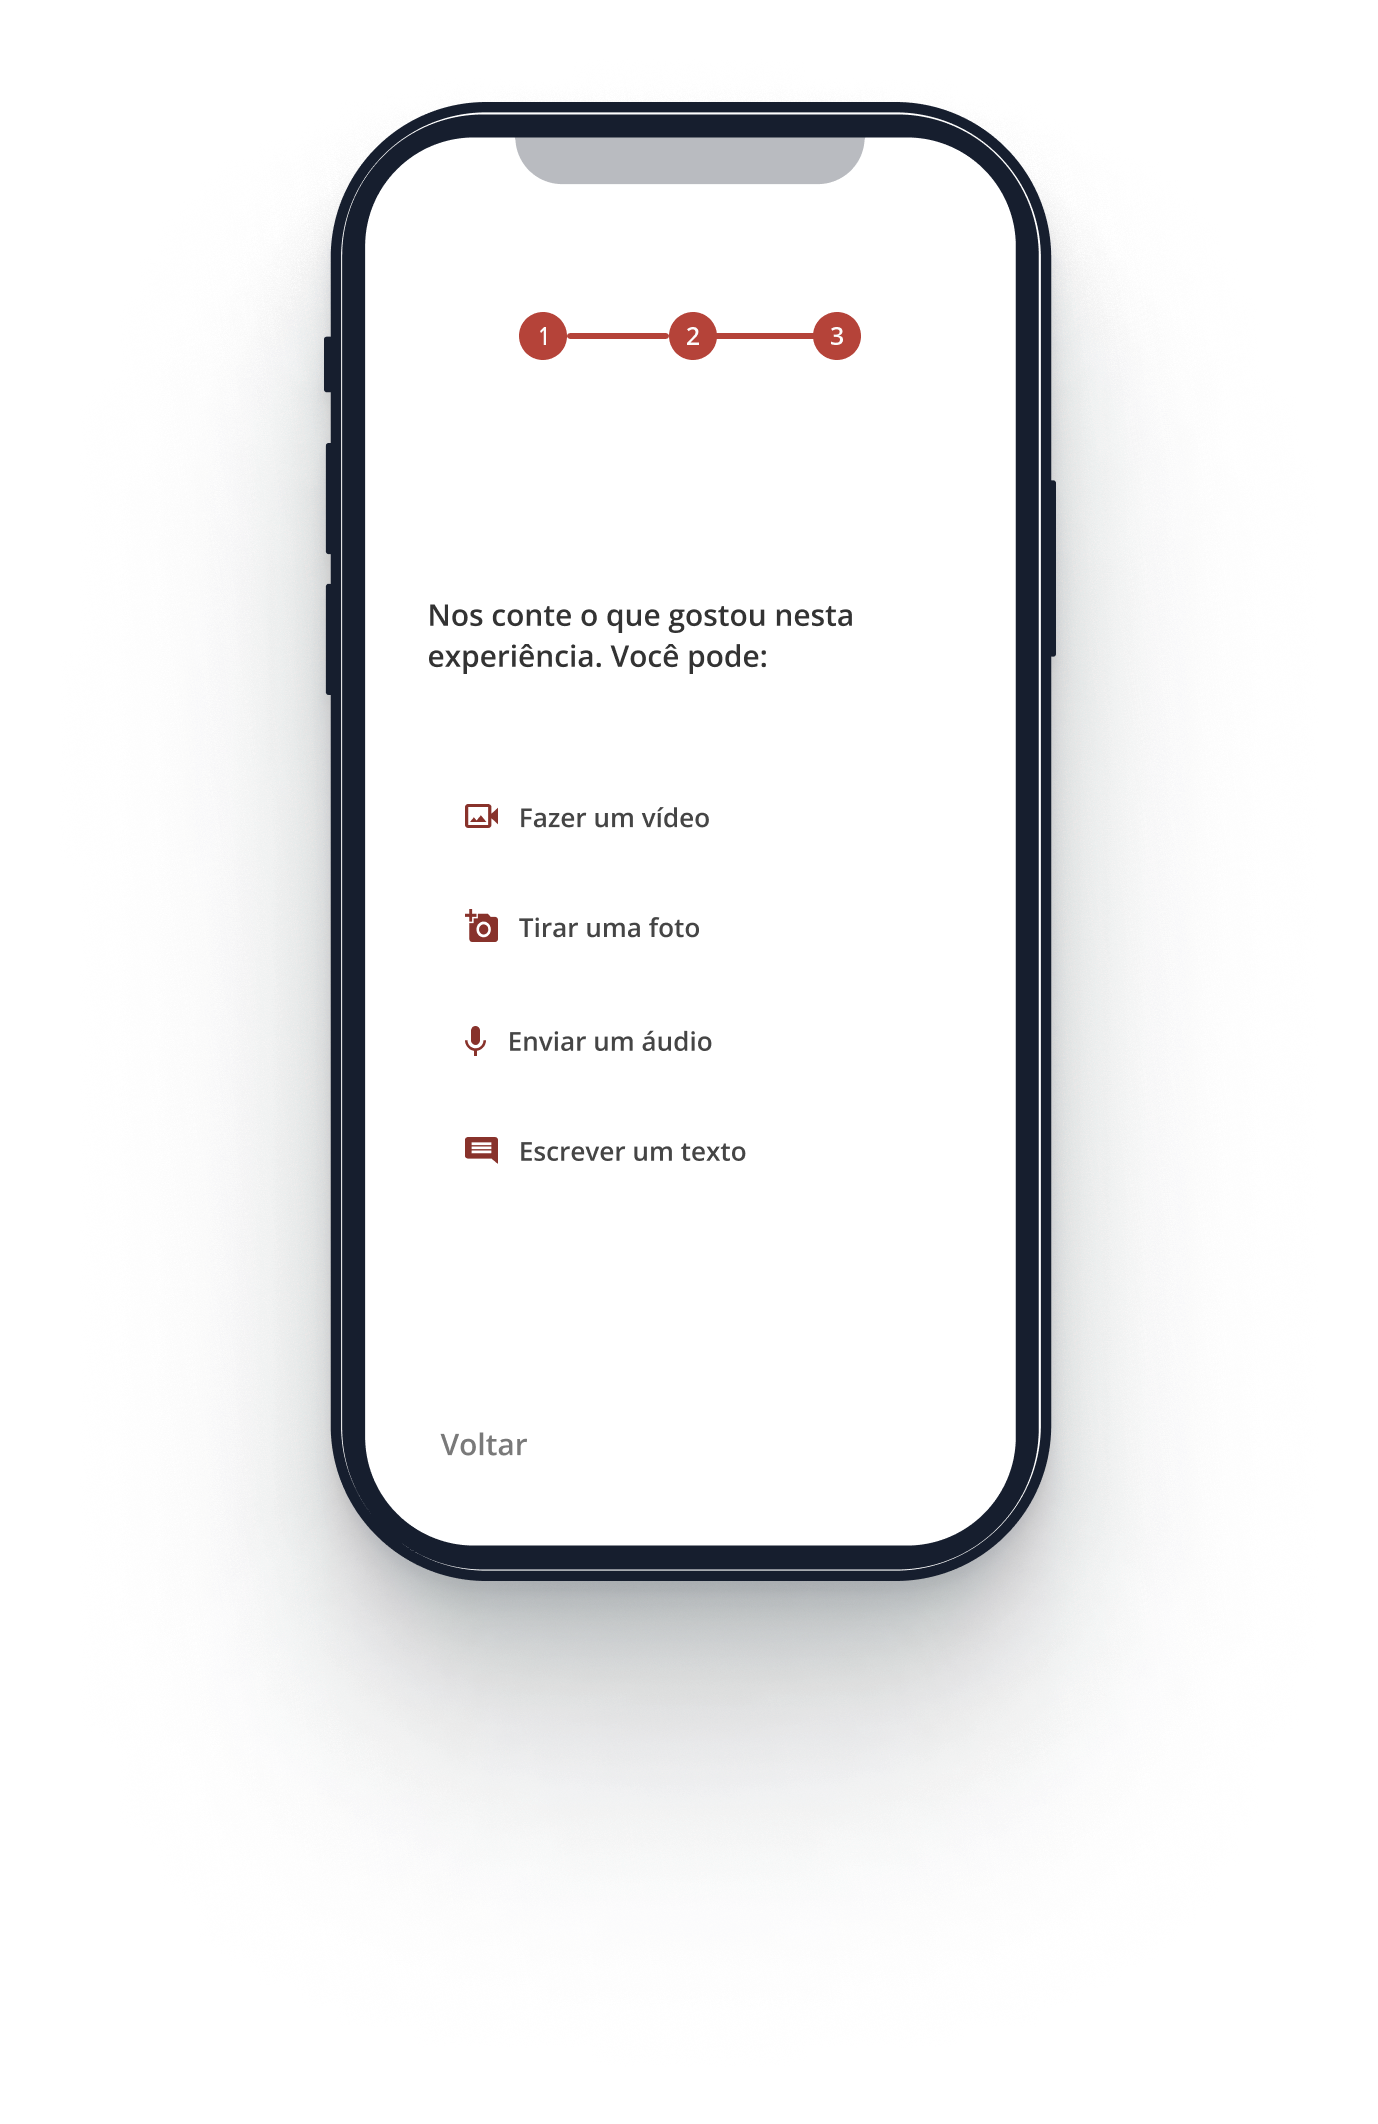 1 2 3
Nos conte o que gostou nesta
experiência. Você pode:
Fazer um vídeo
Tirar uma foto
Enviar um áudio
Escrever um texto
Voltar